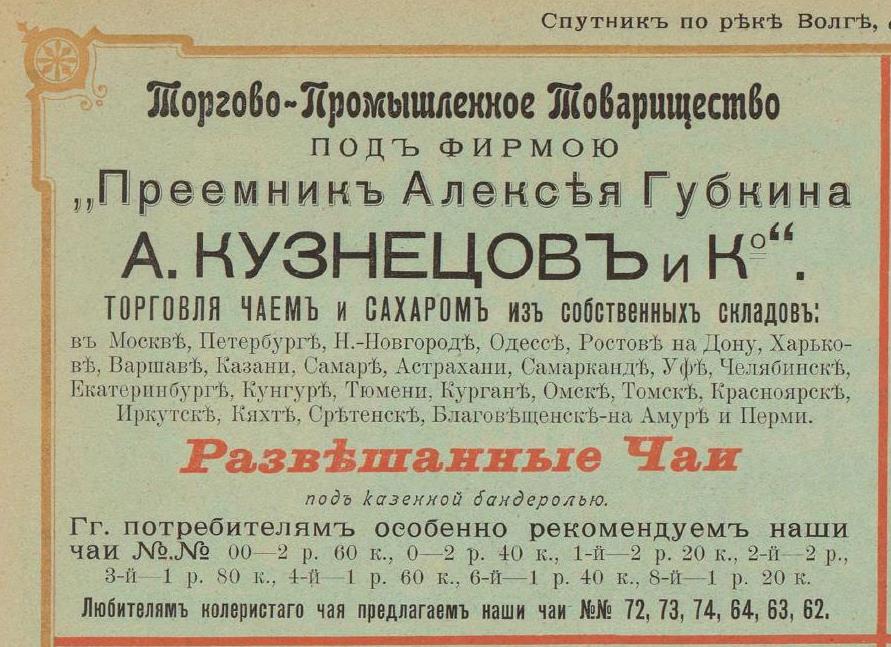 Спутникъ по рѣкѣ Волгѣ,
Торгово-Промышленное Товарищество
ПОДЪ ФИРМОЮ
„Преемникъ Алексѣя Губкина
А. КУЗНЕЦОВЪ и Кº“.
ТОРГОВЛЯ ЧАЕМЪ и САХАРОМЪ изъ собственныхъ складовъ:
въ Москвѣ, Петербургѣ, Н.-Новгородѣ, Одессѣ, Ростовѣ на Дону, Харько-
вѣ, Варшавѣ, Казани, Самарѣ, Астрахани, Самаркандѣ, Уфѣ, Челябинскѣ,
Екатеринбургѣ, Кунгурѣ, Тюмени, Курганѣ, Омскѣ, Томскѣ, Красноярскѣ,
Иркутскѣ, Кяхтѣ, Срѣтенскѣ, Благовѣщенскѣ-на Амурѣ и Перми.
Развѣшанные Чаи
подъ казенной бандеролью.
Гг. потребителямъ особенно рекомендуемъ наши
чаи №№ 00—2 р. 60 к., 0—2 р. 40 к., 1-й—2 р. 20 к., 2-й—2 р.,
3-й—1 р. 80 к., 4-й—1 р. 60 к., 6-й—1 р. 40 к., 8-й—1 р. 20 к.
Любителямъ колеристаго чая предлагаемъ наши чаи №№ 72, 73, 74, 64, 63, 62.